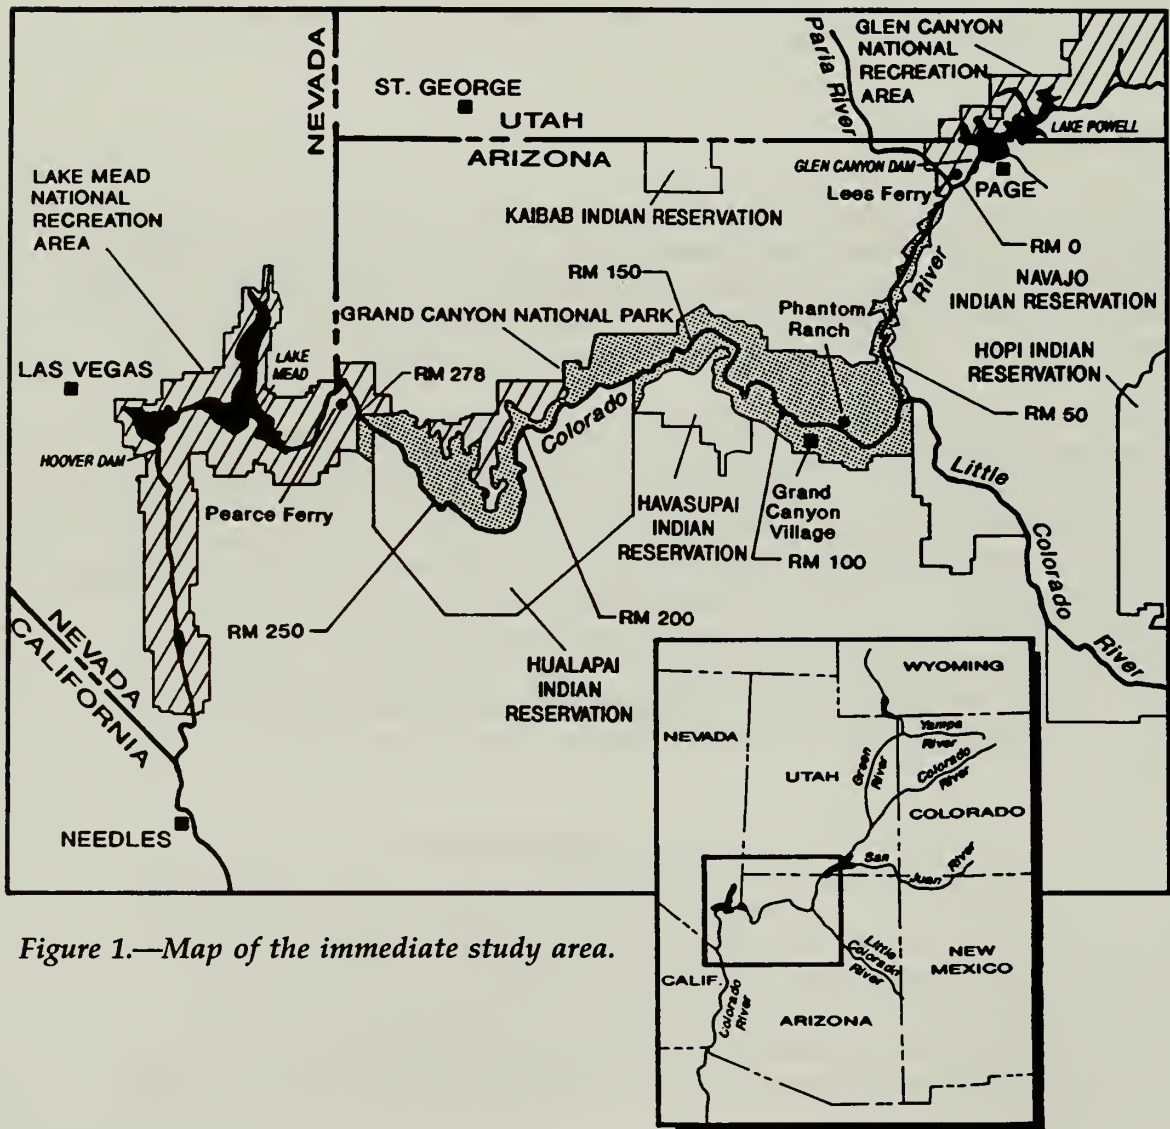 NEVADA
ST. GEORGE
UTAH
ARIZONA
Paria River
GLEN CANYON
NATIONAL
RECREATION
AREA
LAKE POWELL
GLEN CANYON DAM
Lees Ferry
PAGE
RM 0
LAKE MEAD
NATIONAL
RECREATION
AREA
KAIBAB INDIAN RESERVATION
RM 150
River
NAVAJO
INDIAN RESERVATION
GRAND CANYON NATIONAL PARK
Phantom
Ranch
HOPI INDIAN
RESERVATION
LAS VEGAS
LAKE
MEAD
RM 278
Colorado
RM 50
HOOVER DAM
Pearce Ferry
HAVASUPAI
INDIAN
RESERVATION
Grand
Canyon
Village
Little
Colorado
River
RM 100
RM 250
RM 200
HUALAPAI
INDIAN
RESERVATION
NEVADA
CALIFORNIA
NEEDLES
WYOMING
NEVADA
Yampa
River
Green
River
Colorado
River
UTAH
COLORADO
San
Juan
River
Little
Colorado
River
NEW
MEXICO
CALIF.
Colorado
River
ARIZONA
Figure 1.—Map of the immediate study area.